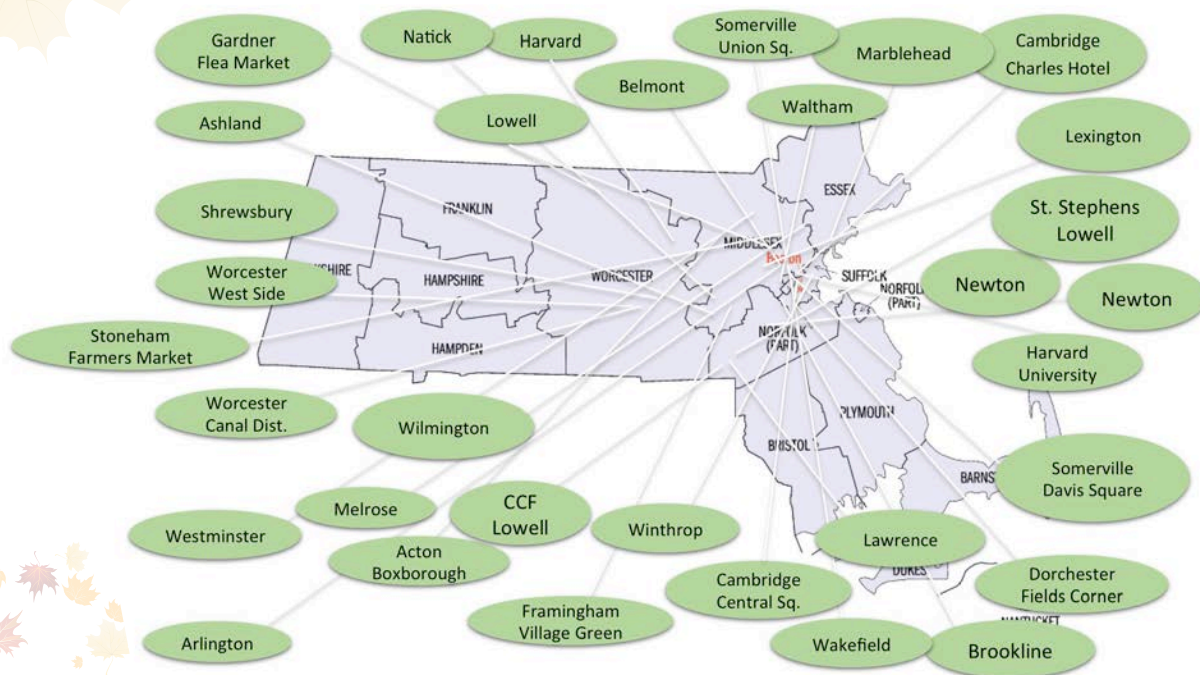 Gardner
Flea Market
Natick
Harvard
Somerville
Union Sq.
Marblehead
Cambridge
Charles Hotel
Belmont
Waltham
Ashland
Lowell
Lexington
Shrewsbury
FRANKLIN
ESSEX
St. Stephens
Lowell
MIDDLESEX
Worcester
West Side
KSHIRE
HAMPSHIRE
WORCESTER
SUFFOLK
NORFOL
(PART)
Newton
Newton
Stoneham
Farmers Market
HAMPDEN
NORFOLK
(PART)
Harvard
University
Worcester
Canal Dist.
Wilmington
PLYMOUTH
BRISTOL
BARNS
Somerville
Davis Square
Westminster
Melrose
CCF
Lowell
Winthrop
Lawrence
Acton
Boxborough
DUKES
Cambridge
Central Sq.
Dorchester
Fields Corner
Framingham
Village Green
NANTUCKET
Arlington
Wakefield
Brookline